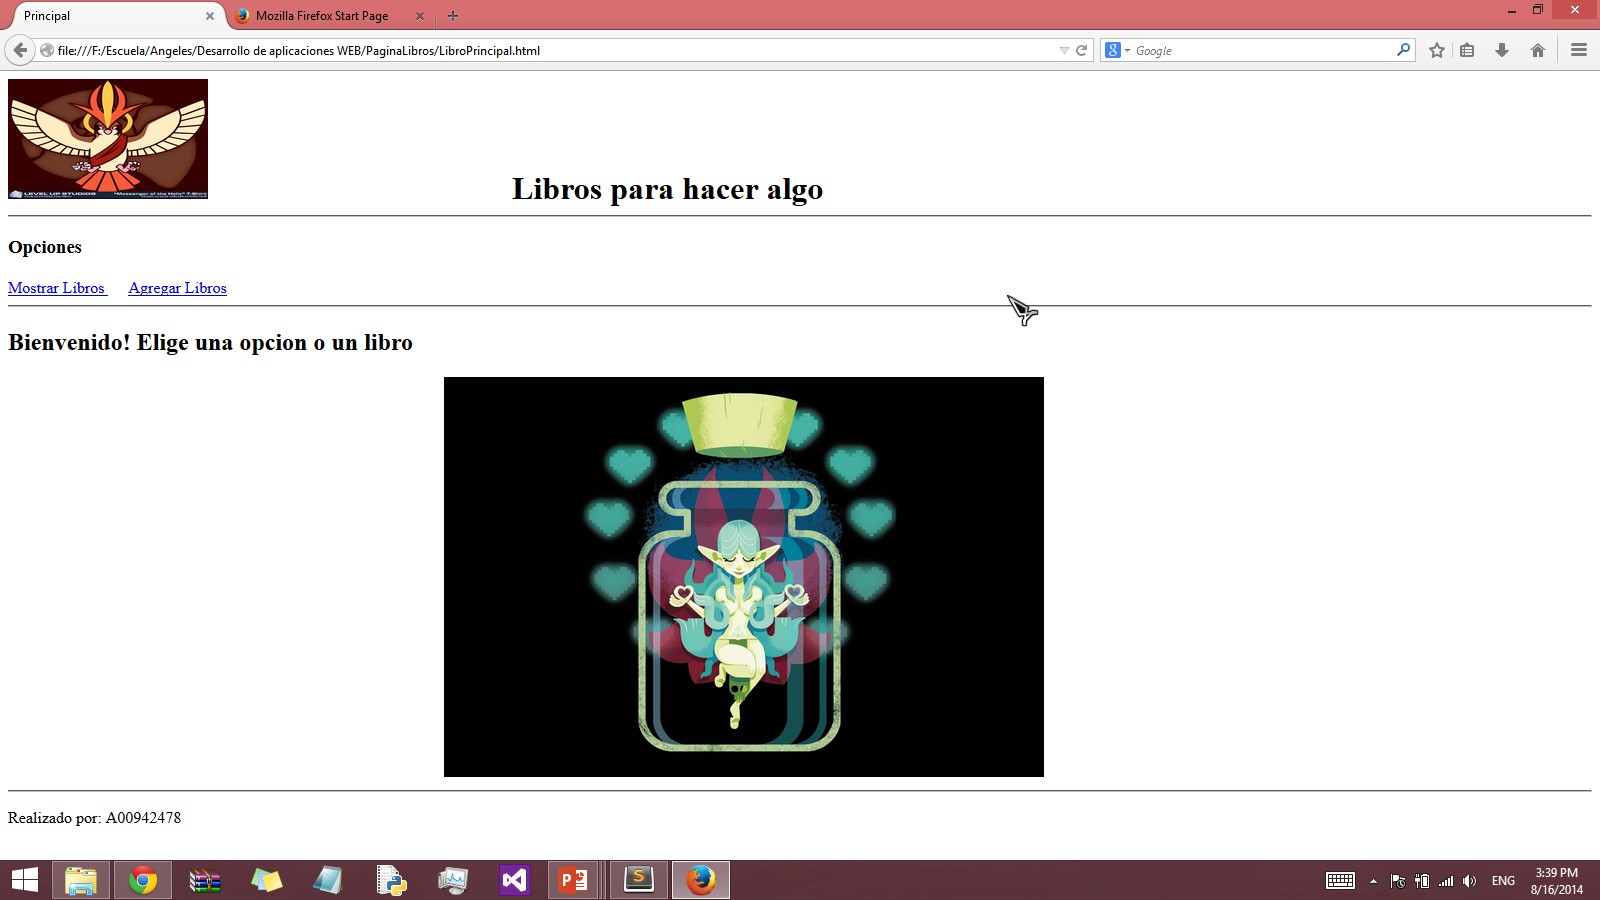 Principal
Mozilla Firefox Start Page
file:///F:/Escuela/Angeles/Desarrollo de aplicaciones WEB/PaginaLibros/LibroPrincipal.html
Google
LEVEL UP STUDIOS "Messenger of the Helix" T-Shirt
Libros para hacer algo
Opciones
Mostrar Libros Agregar Libros
Bienvenido! Elige una opcion o un libro
Realizado por: A00942478
ENG
3:39 PM
8/16/2014